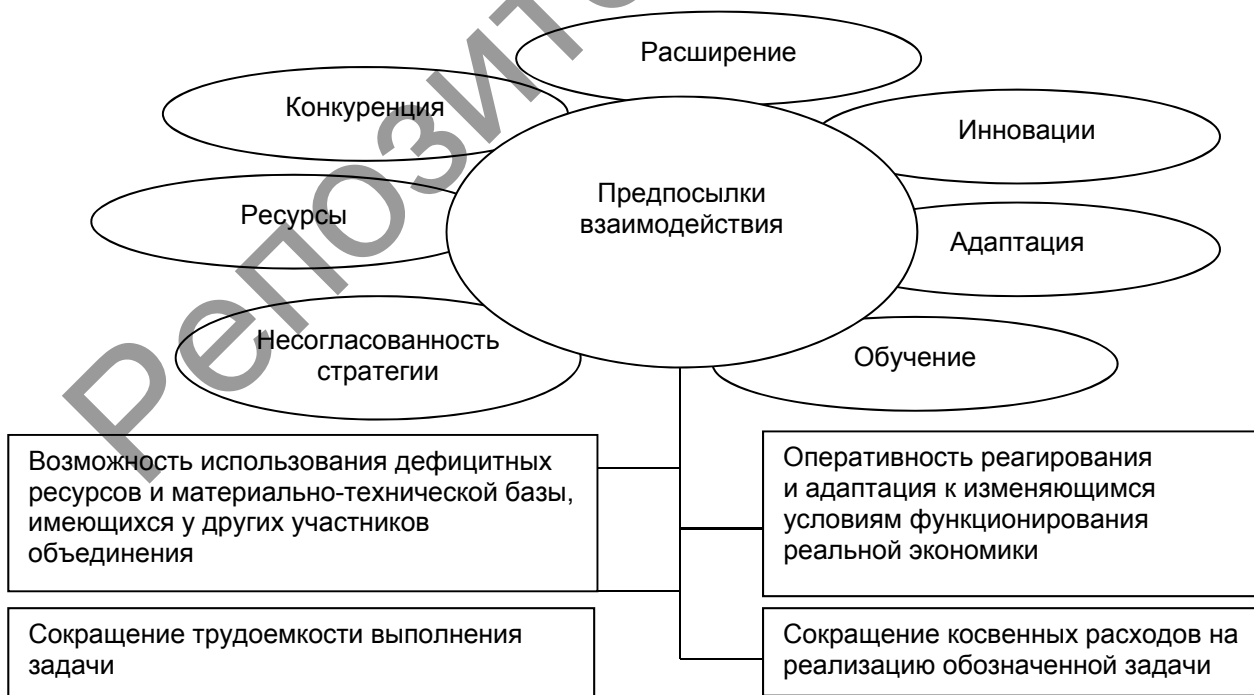 Расширение
Конкуренция
Инновации
Предпосылки
взаимодействия
Ресурсы
Адаптация
Несогласованность
стратегии
Обучение
Возможность использования дефицитных
ресурсов и материально-технической базы,
имеющихся у других участников
объединения
Оперативность реагирования
и адаптация к изменяющимся
условиям функционирования
реальной экономики
Сокращение трудоемкости выполнения
задачи
Сокращение косвенных расходов на
реализацию обозначенной задачи